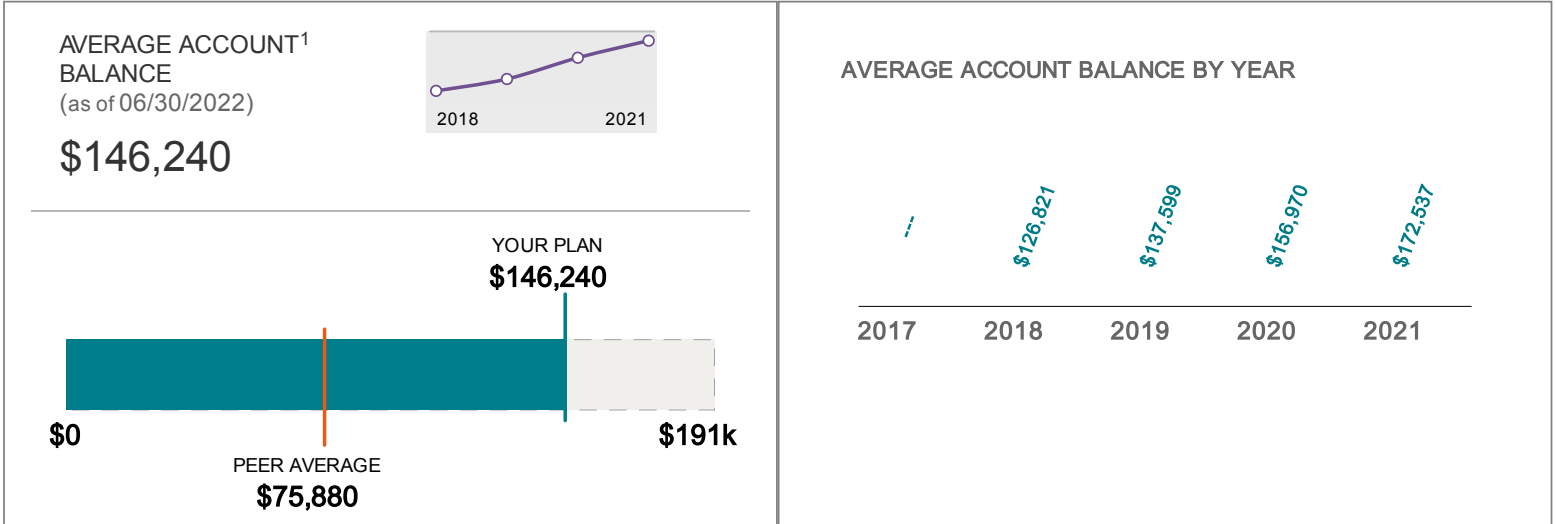 AVERAGE ACCOUNT1
BALANCE
(as of 06/30/2022)
$146,240
2018 2021
YOUR PLAN
$146,240
$0 $191k
PEER AVERAGE
$75,880
AVERAGE ACCOUNT BALANCE BY YEAR
--- $126,821 $137,599 $156,970 $172,537
2017 2018 2019 2020 2021